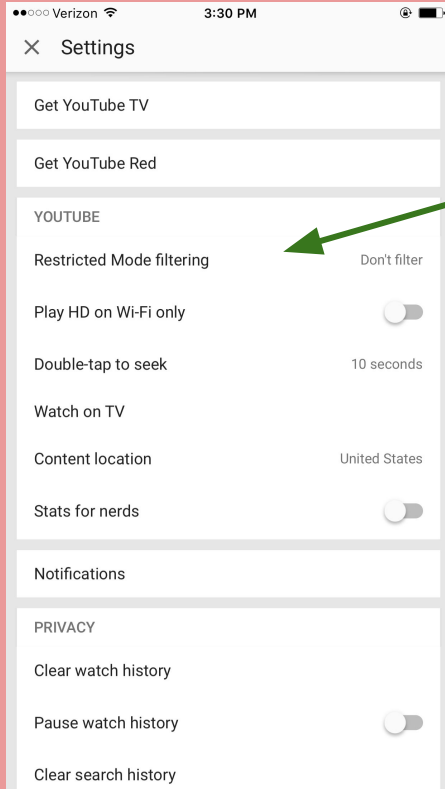 Verizon 3:30 PM
Settings
Get YouTube TV
Get YouTube Red
YOUTUBE
Restricted Mode filtering Don't filter
Play HD on Wi-Fi only
Double-tap to seek 10 seconds
Watch on TV
Content location United States
Stats for nerds
Notifications
PRIVACY
Clear watch history
Pause watch history
Clear search history